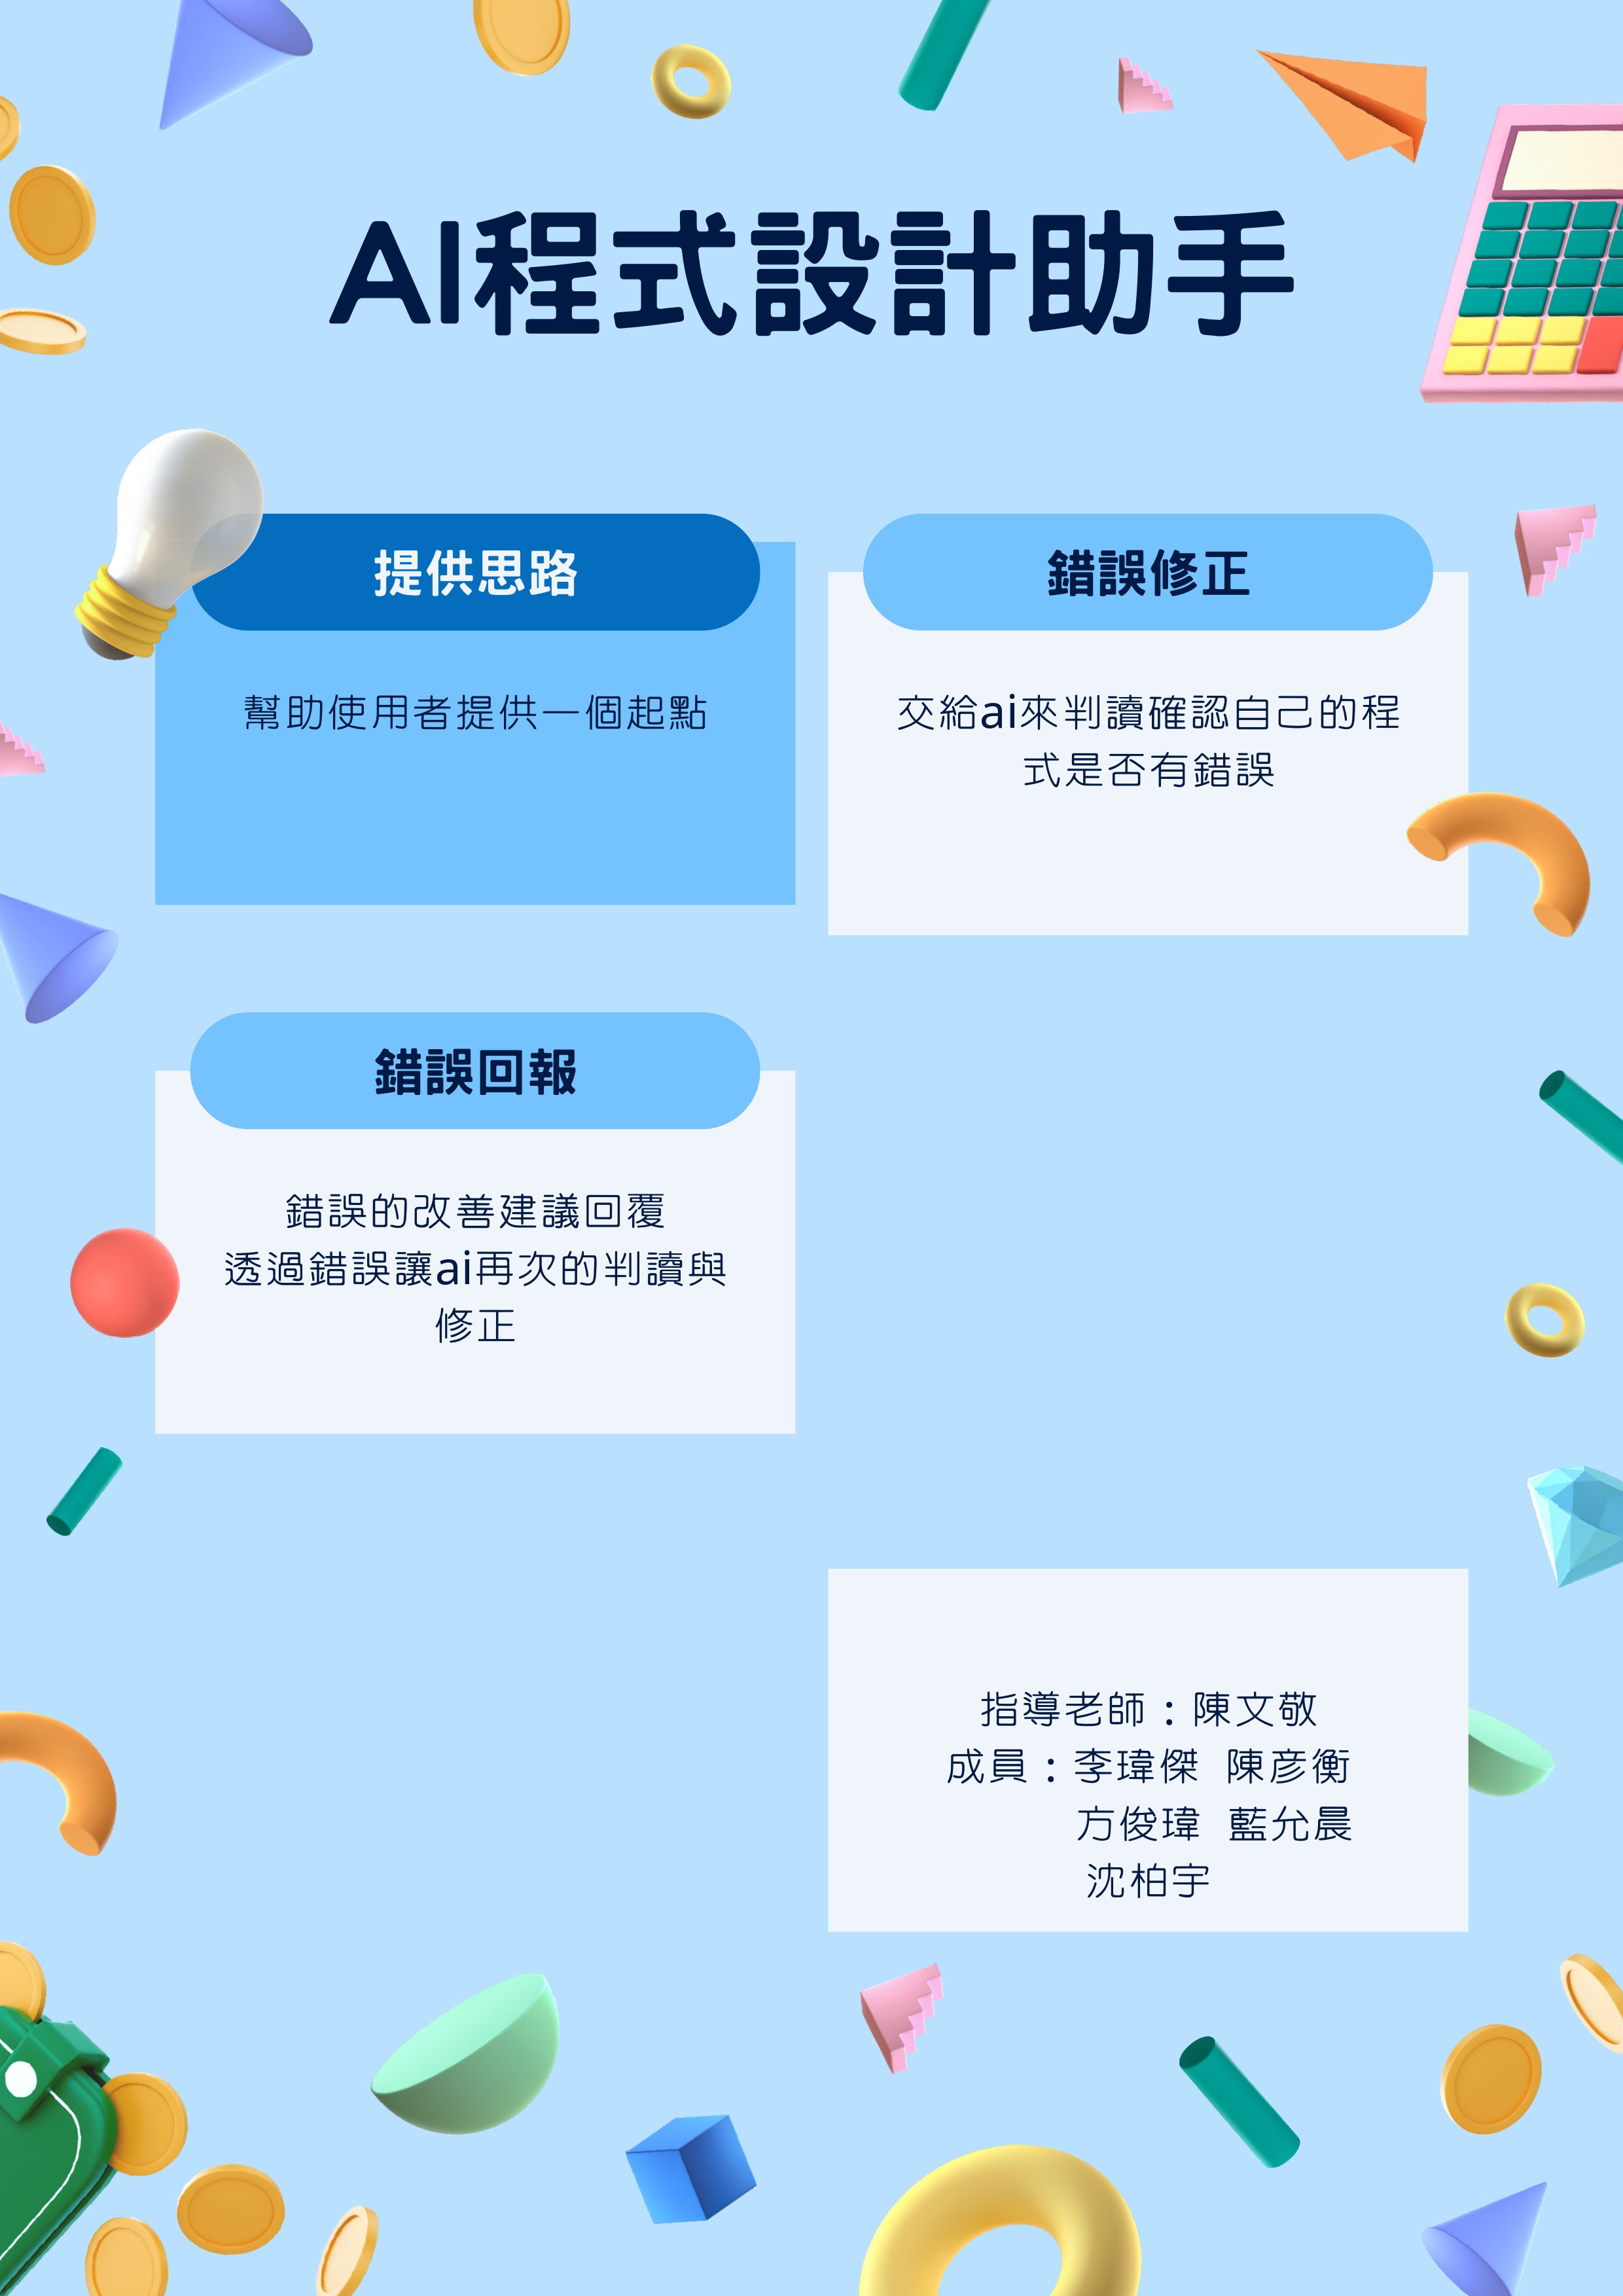 AI程式設計助手
提供思路
幫助使用者提供一個起點
錯誤修正
交給ai來判讀確認自己的程
式是否有錯誤
錯誤回報
錯誤的改善建議回覆
透過錯誤讓ai再次的判讀與
修正
指導老師：陳文敬
成員：李瑋傑 陳彥衡
方俊瑋 藍允晨
沈柏宇